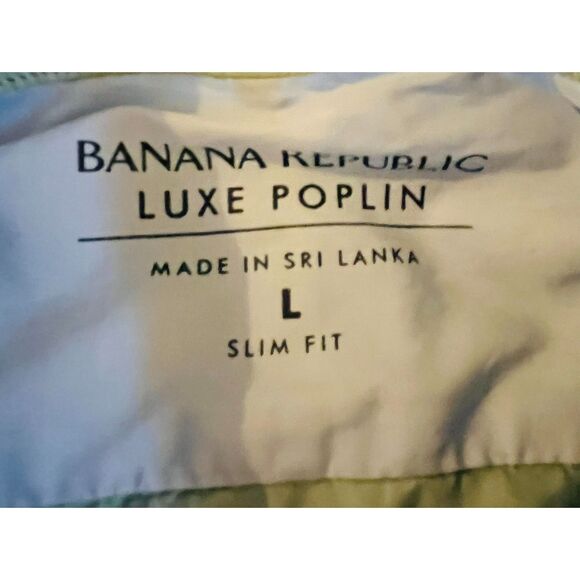 BANANA REPUBLIC
LUXE POPLIN
MADE IN SRI LANKA
L
SLIM FIT